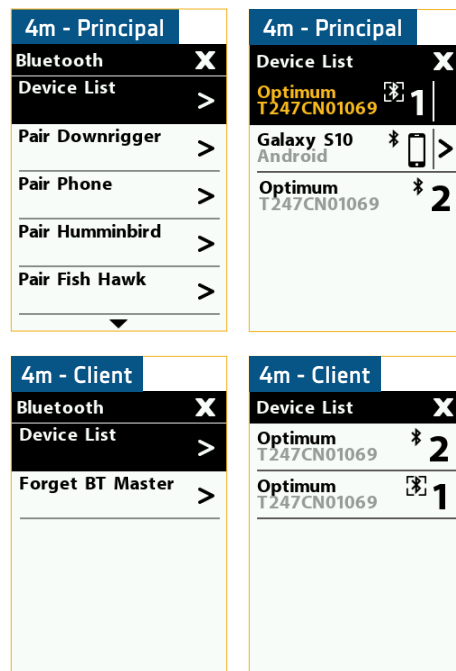 4m - Principal
Bluetooth X
Device List >
Pair Downrigger >
Pair Phone >
Pair Humminbird >
Pair Fish Hawk >
4m - Principal
Device List X
Optimum 1
T247CN01069
Galaxy S10 >
Android
Optimum 2
T247CN01069
4m - Client
Bluetooth X
Device List >
Forget BT Master >
4m - Client
Device List X
Optimum 2
T247CN01069
Optimum 1
T247CN01069